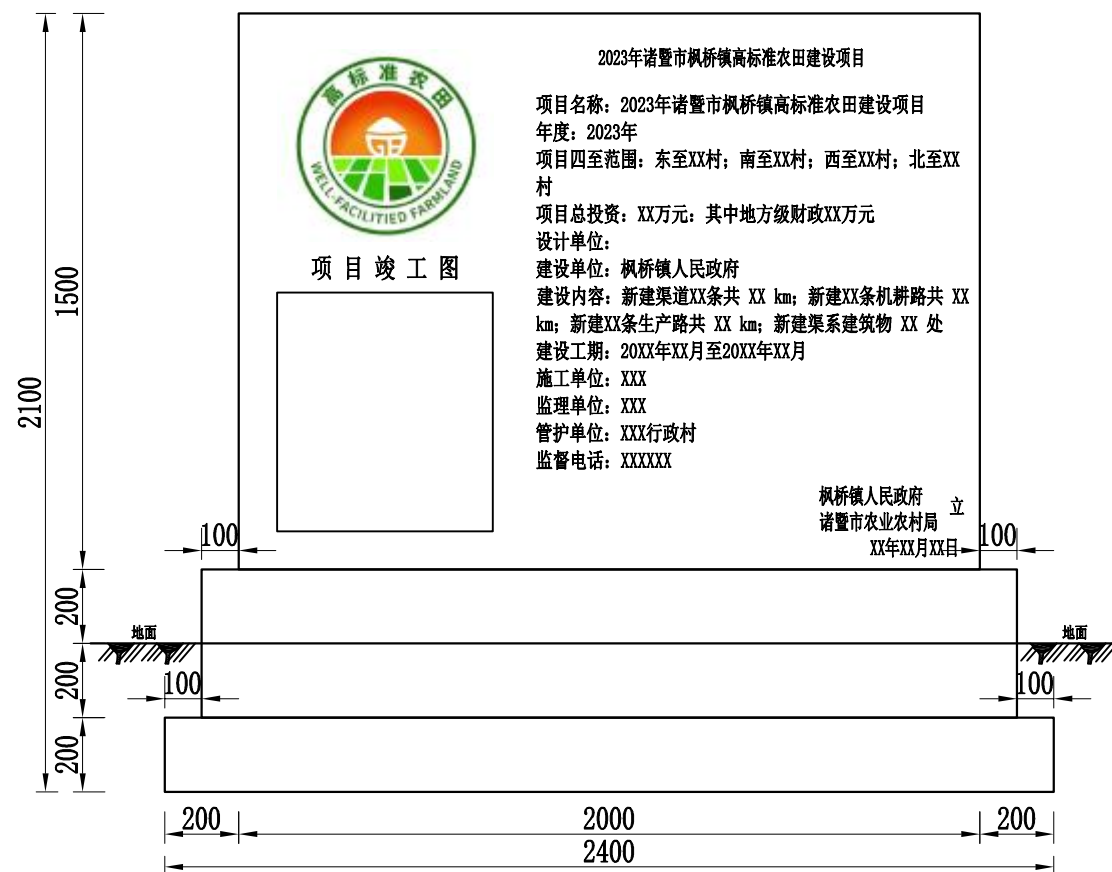 2023年诸暨市枫桥镇高标准农田建设项目
高标准农田
WELL-FACILITIED FARMLAND
项目竣工图
项目名称：2023年诸暨市枫桥镇高标准农田建设项目
年度：2023年
项目四至范围：东至XX村；南至XX村；西至XX村；北至XX
村
项目总投资：XX万元：其中地方级财政XX万元
设计单位：
建设单位：枫桥镇人民政府
建设内容：新建渠道XX条共 XX km；新建XX条机耕路共 XX
km；新建XX条生产路共 XX km；新建渠系建筑物 XX 处
建设工期：20XX年XX月至20XX年XX月
施工单位：XXX
监理单位：XXX
管护单位：XXX行政村
监督电话：XXXXXX
枫桥镇人民政府
诸暨市农业农村局
立
XX年XX月XX日
2100
1500
200
200
200
100
100
地面
地面
100
100
200
2000
200
2400